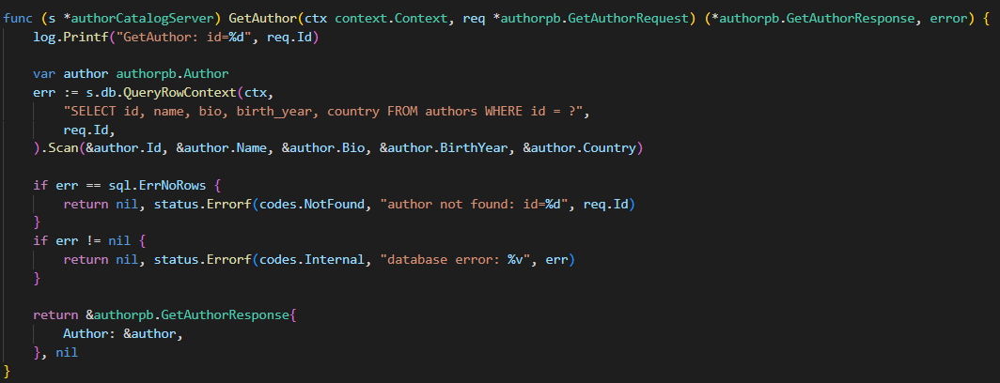 func (s *authorCatalogServer) GetAuthor(ctx context.Context, req *authorpb.GetAuthorRequest) (*authorpb.GetAuthorResponse, error) {
    log.Printf("GetAuthor: id=%d", req.Id)

    var author authorpb.Author
    err := s.db.QueryRowContext(ctx,
        "SELECT id, name, bio, birth_year, country FROM authors WHERE id = ?",
        req.Id,
    ).Scan(&author.Id, &author.Name, &author.Bio, &author.BirthYear, &author.Country)

    if err == sql.ErrNoRows {
        return nil, status.Errorf(codes.NotFound, "author not found: id=%d", req.Id)
    }
    if err != nil {
        return nil, status.Errorf(codes.Internal, "database error: %v", err)
    }

    return &authorpb.GetAuthorResponse{
        Author: &author,
    }, nil
}